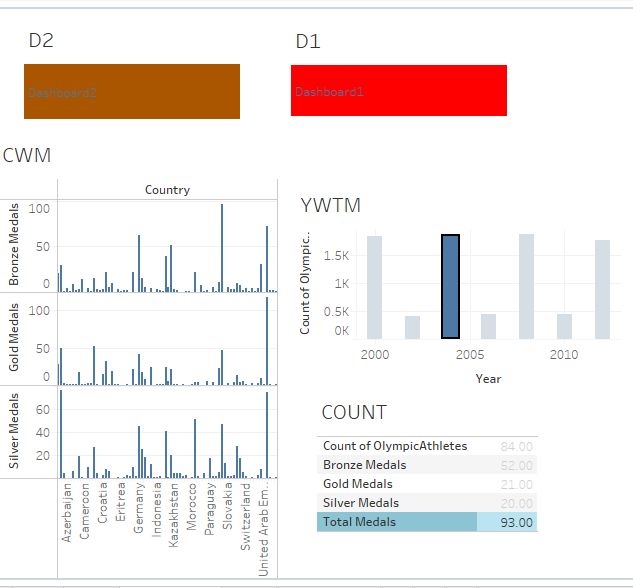 D2
D1
Dashboard2
Dashboard1
CWM
Country
Bronze Medals
100
50
0
Gold Medals
100
50
0
Silver Medals
60
40
20
Azerbaijan
Cameroon
Croatia
Eritrea
Germany
Indonesia
Kazakhstan
Morocco
Paraguay
Slovakia
Switzerland
United Arab Em..
YWTM
Count of Olympic..
1.5K
1K
0.5K
0K
2000
2005
2010
Year
COUNT
Count of OlympicAthletes 84.00
Bronze Medals 52.00
Gold Medals 21.00
Silver Medals 20.00
Total Medals 93.00